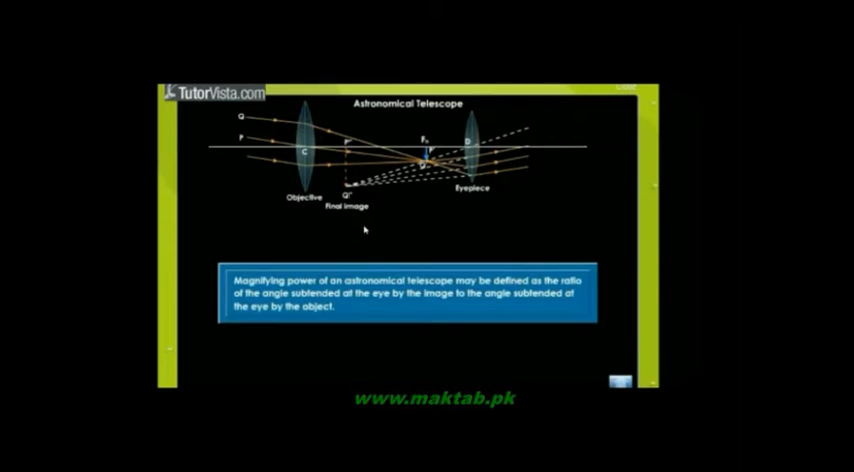 TutorVista.com
Astronomical Telescope
Q
P
C
P"
Fo
P'
D
Q"
Objective
Eyepiece
Final image
Magnifying power of an astronomical telescope may be defined as the ratio
of the angle subtended at the eye by the image to the angle subtended at
the eye by the object.
www.maktab.pk